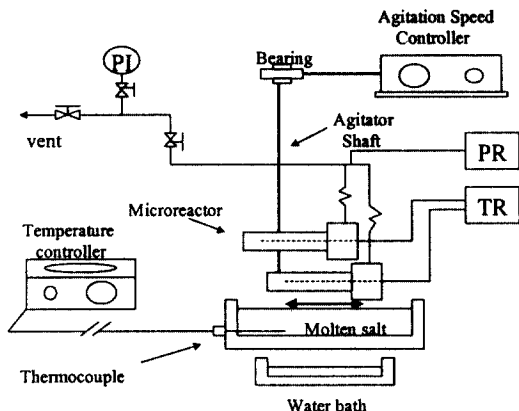 Agitation Speed
Controller
Bearing
PI
vent
Agitator
Shaft
PR
Microreactor
TR
Temperature
controller
Molten salt
Thermocouple
Water bath